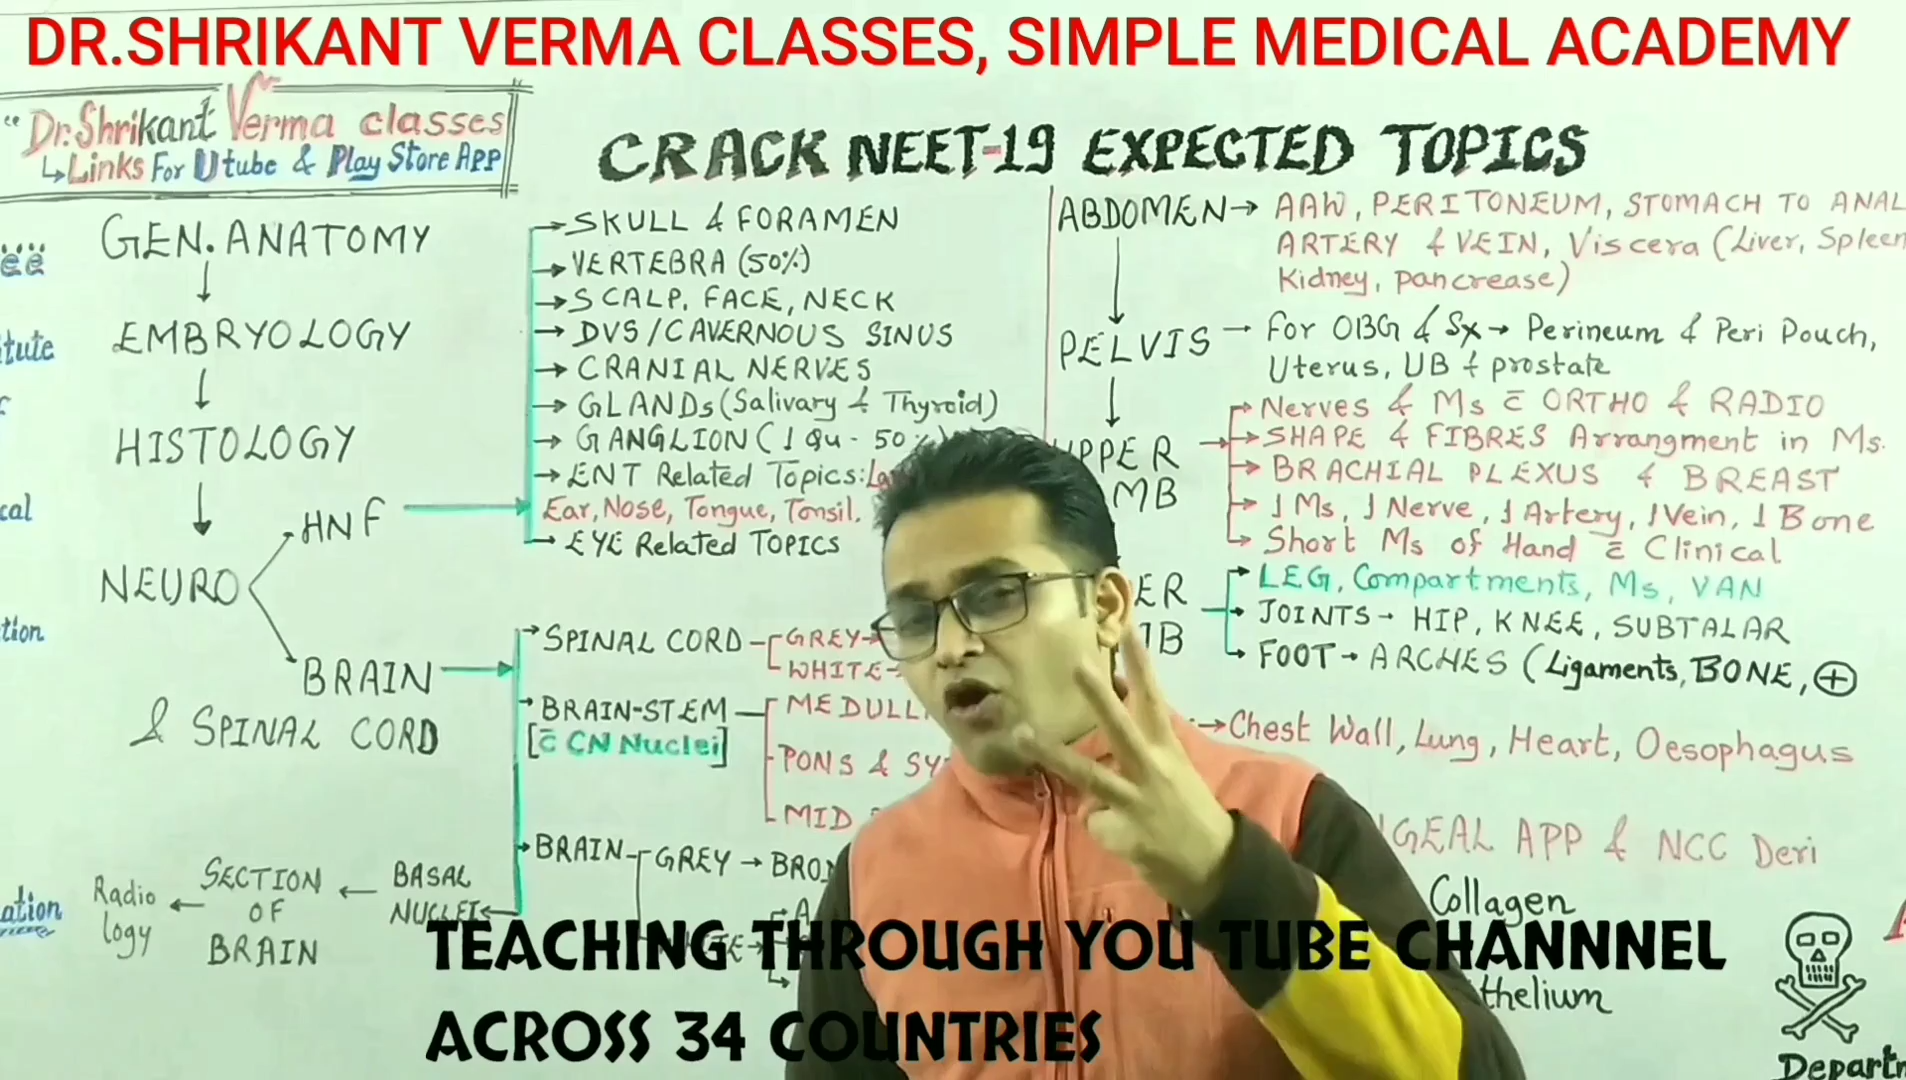 DR.SHRIKANT VERMA CLASSES, SIMPLE MEDICAL ACADEMY
Dr.Shrikant Verma classes
Links For Utube & Play Store App
CRACK NEET-19 EXPECTED TOPICS
GEN. ANATOMY
EMBRYOLOGY
HISTOLOGY
NEURO
HNF
BRAIN
& SPINAL CORD
BASAL
NUCLEI
SECTION
OF
BRAIN
Radio
logy
SKULL & FORAMEN
VERTEBRA (50%)
SCALP, FACE, NECK
DVS/CAVERNOUS SINUS
CRANIAL NERVES
GLANDs (Salivary & Thyroid)
GANGLION (1 Qu - 50%)
ENT Related Topics:
Ear, Nose, Tongue, Tonsil.
EYE Related TOPICS
SPINAL CORD
GREY
WHITE
BRAIN-STEM
[c̄ CN Nuclei]
PONS &
MID
BRAIN
GREY
ABDOMEN → AAW, PERITONEUM, STOMACH TO ANAL
ARTERY & VEIN, Viscera (Liver, Spleen
Kidney, pancrease)
PELVIS → For OBG & Sx → Perineum & Peri Pouch,
Uterus, UB & prostate
Nerves & Ms c̄ ORTHO & RADIO
SHAPE & FIBRES Arrangment in Ms.
BRACHIAL PLEXUS & BREAST
1 Ms, 1 Nerve, 1 Artery, 1 Vein, 1 Bone
Short Ms of Hand c̄ Clinical
LEG, Compartments, Ms, VAN
JOINTS - HIP, KNEE, SUBTALAR
FOOT → ARCHES (Ligaments, BONE, ⊕
Chest Wall, Lung, Heart, Oesophagus
GEAL APP & NCC Deri
Collagen
thelium
TEACHING THROUGH YOU TUBE CHANNNEL
ACROSS 34 COUNTRIES